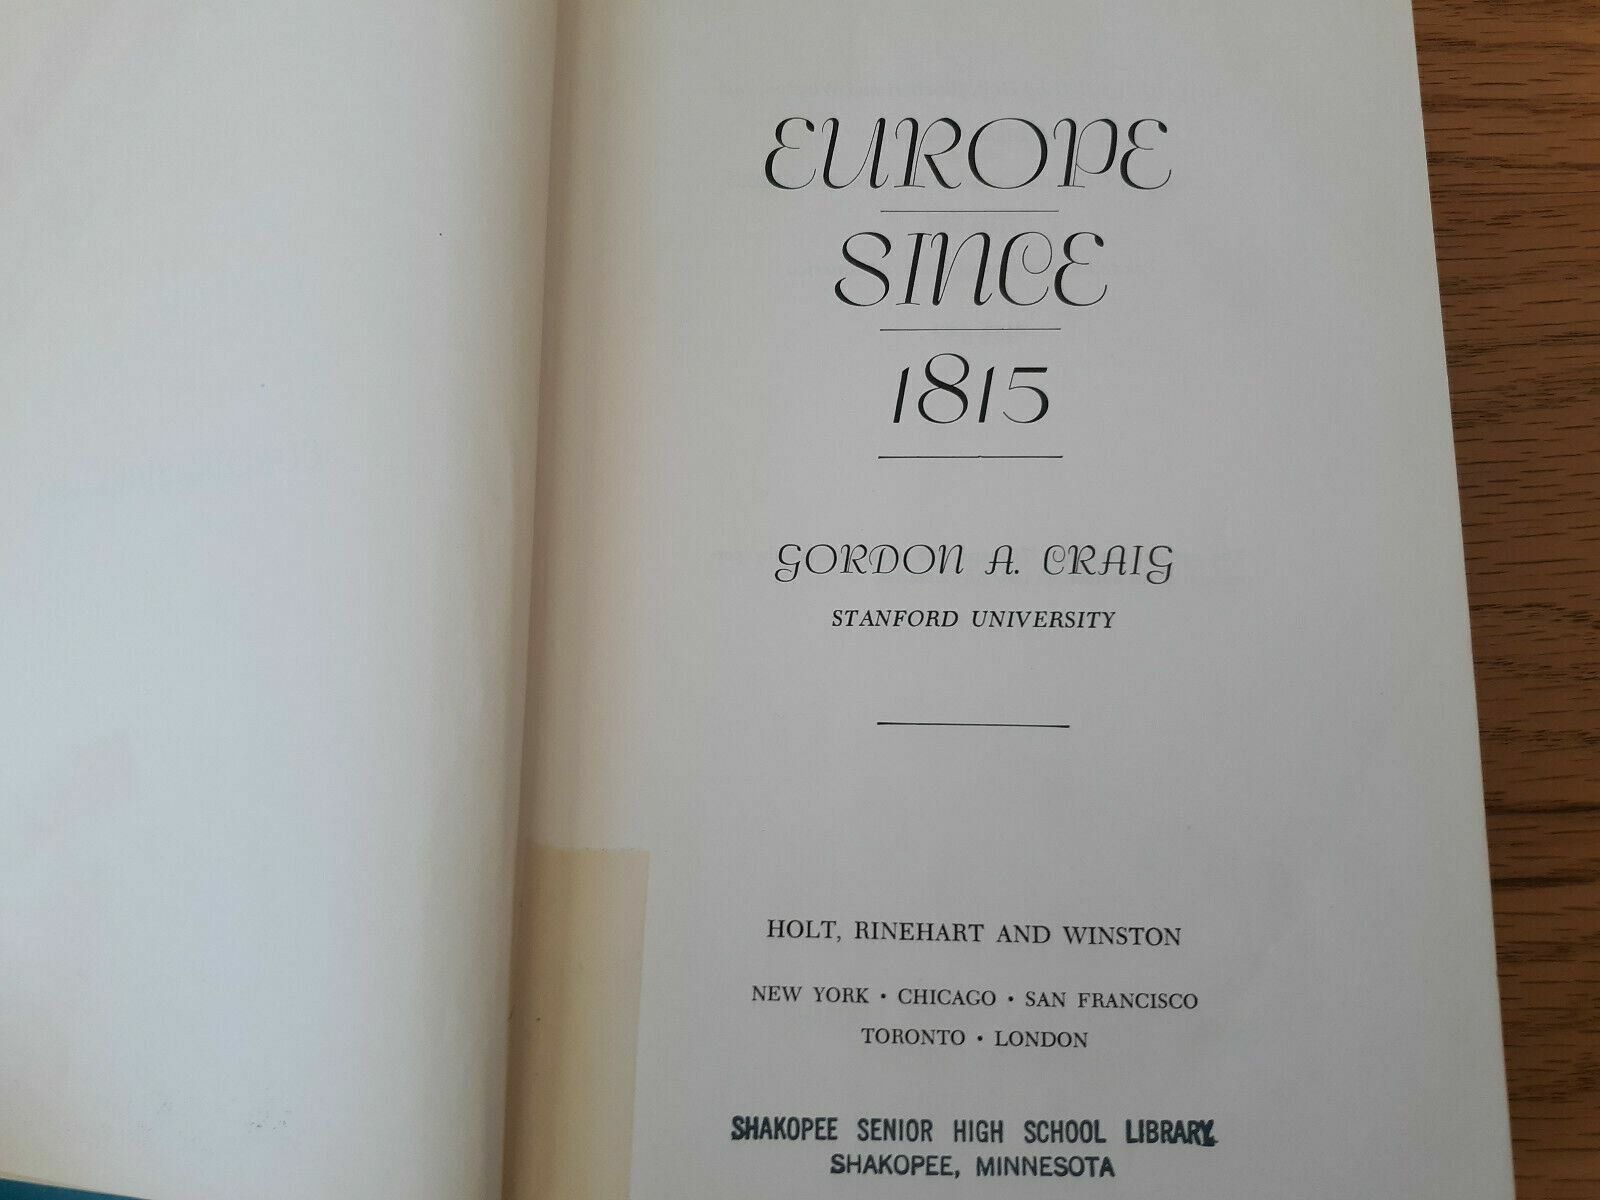 EUROPE
SINCE
1815
GORDON A. CRAIG
STANFORD UNIVERSITY
HOLT, RINEHART AND WINSTON
NEW YORK • CHICAGO • SAN FRANCISCO
TORONTO • LONDON
SHAKOPEE SENIOR HIGH SCHOOL LIBRARY
SHAKOPEE, MINNESOTA